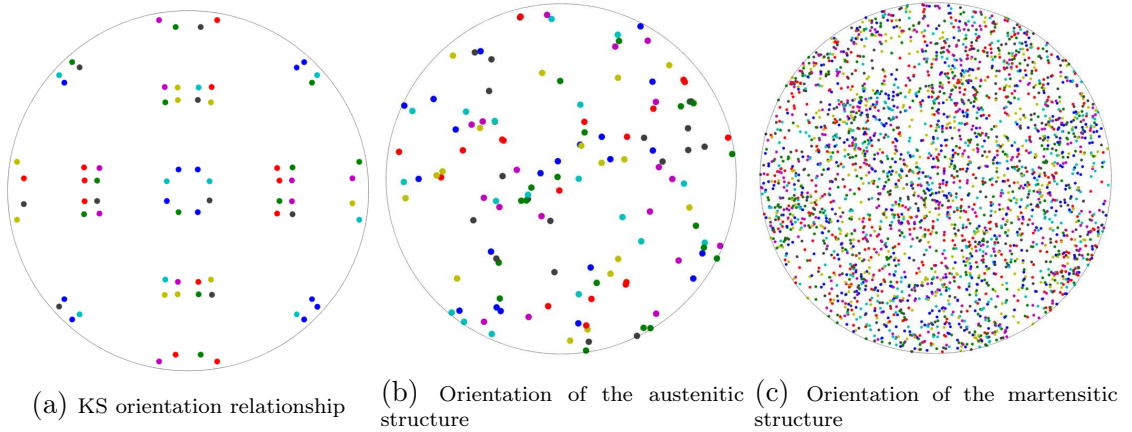 (a) KS orientation relationship
(b) Orientation of the austenitic
structure
(c) Orientation of the martensitic
structure